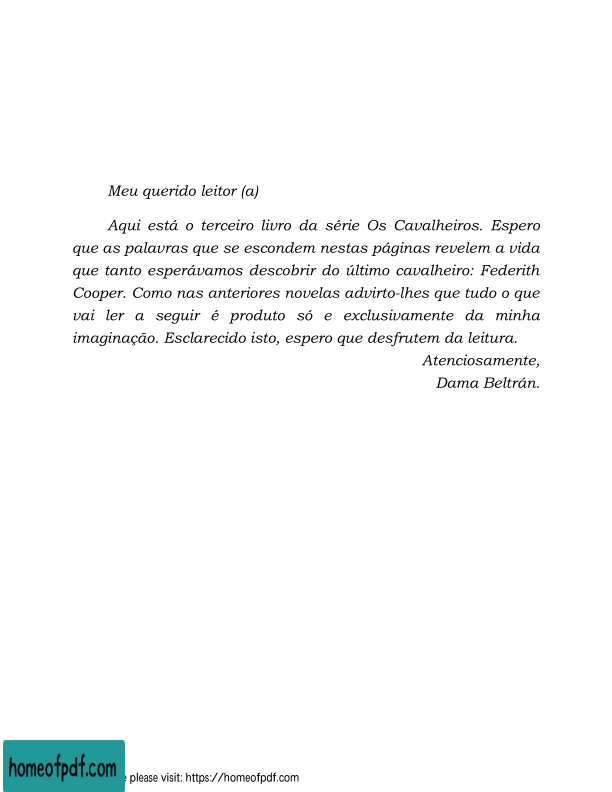 Meu querido leitor (a)
Aqui está o terceiro livro da série Os Cavalheiros. Espero
que as palavras que se escondem nestas páginas revelem a vida
que tanto esperávamos descobrir do último cavalheiro: Federith
Cooper. Como nas anteriores novelas advirto-lhes que tudo o que
vai ler a seguir é produto só e exclusivamente da minha
imaginação. Esclarecido isto, espero que desfrutem da leitura.
Atenciosamente,
Dama Beltrán.
homeofpdf.com
please visit: https://homeofpdf.com